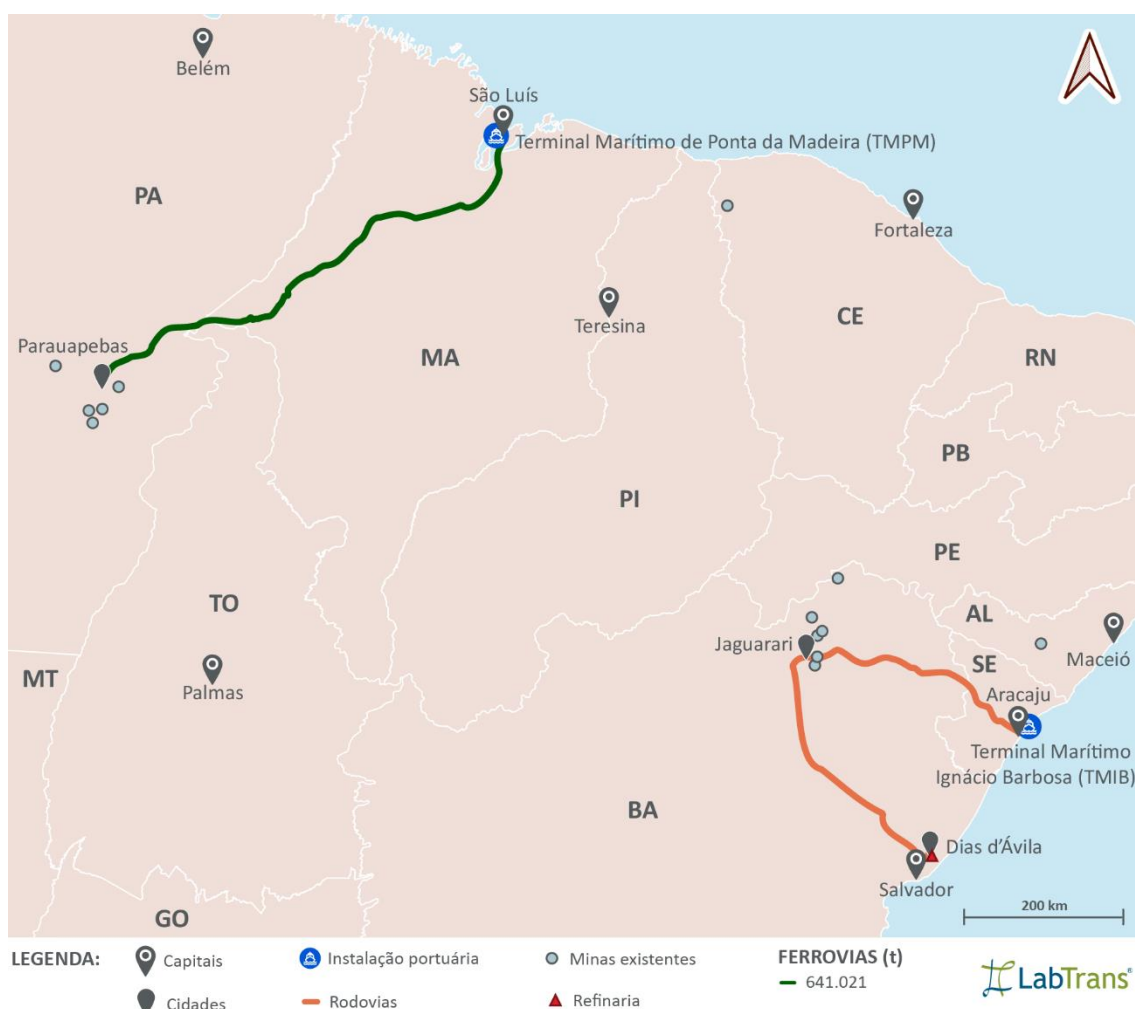 Belém
São Luís
Terminal Marítimo de Ponta da Madeira (TMPM)
PA
Fortaleza
Teresina
CE
Parauapebas
MA
RN
PB
PI
PE
TO
AL
Jaguarari
SE
Maceió
MT
Palmas
Aracaju
Terminal Marítimo
Ignácio Barbosa (TMIB)
BA
Dias d’Ávila
Salvador
200 km
GO
LEGENDA:
Capitais
Instalação portuária
Minas existentes
FERROVIAS (t)
641.021
Cidades
Rodovias
Refinaria
LabTrans®